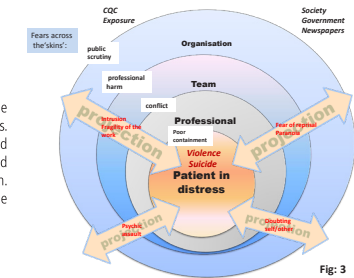 CQC
Exposure
Society
Government
Newspapers
Fears across
the'skins':
public
scrutiny
Organisation
professional
harm
Team
conflict
Professional
Poor
containment
projection
Intrusion
Fragility of the
work
projection
Fear of reprisal
Paranoia
Violence
Suicide
Patient in
distress
projection
Psychic
assault
projection
Doubting
self/other
Fig: 3